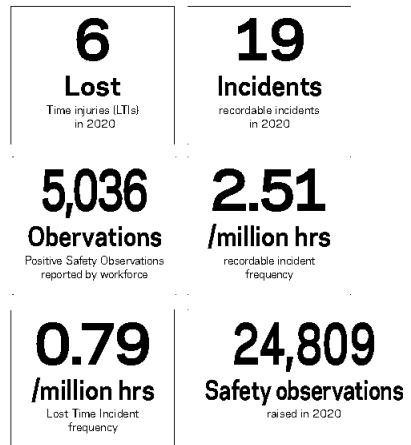 6
Lost
Time injuries (LTIs)
in 2020
19
Incidents
recordable incidents
in 2020
5,036
Obervations
Positive Safety Observations
reported by workforce
2.51
/million hrs
recordable incident
frequency
0.79
/million hrs
Lost Time Incident
frequency
24,809
Safety observations
raised in 2020